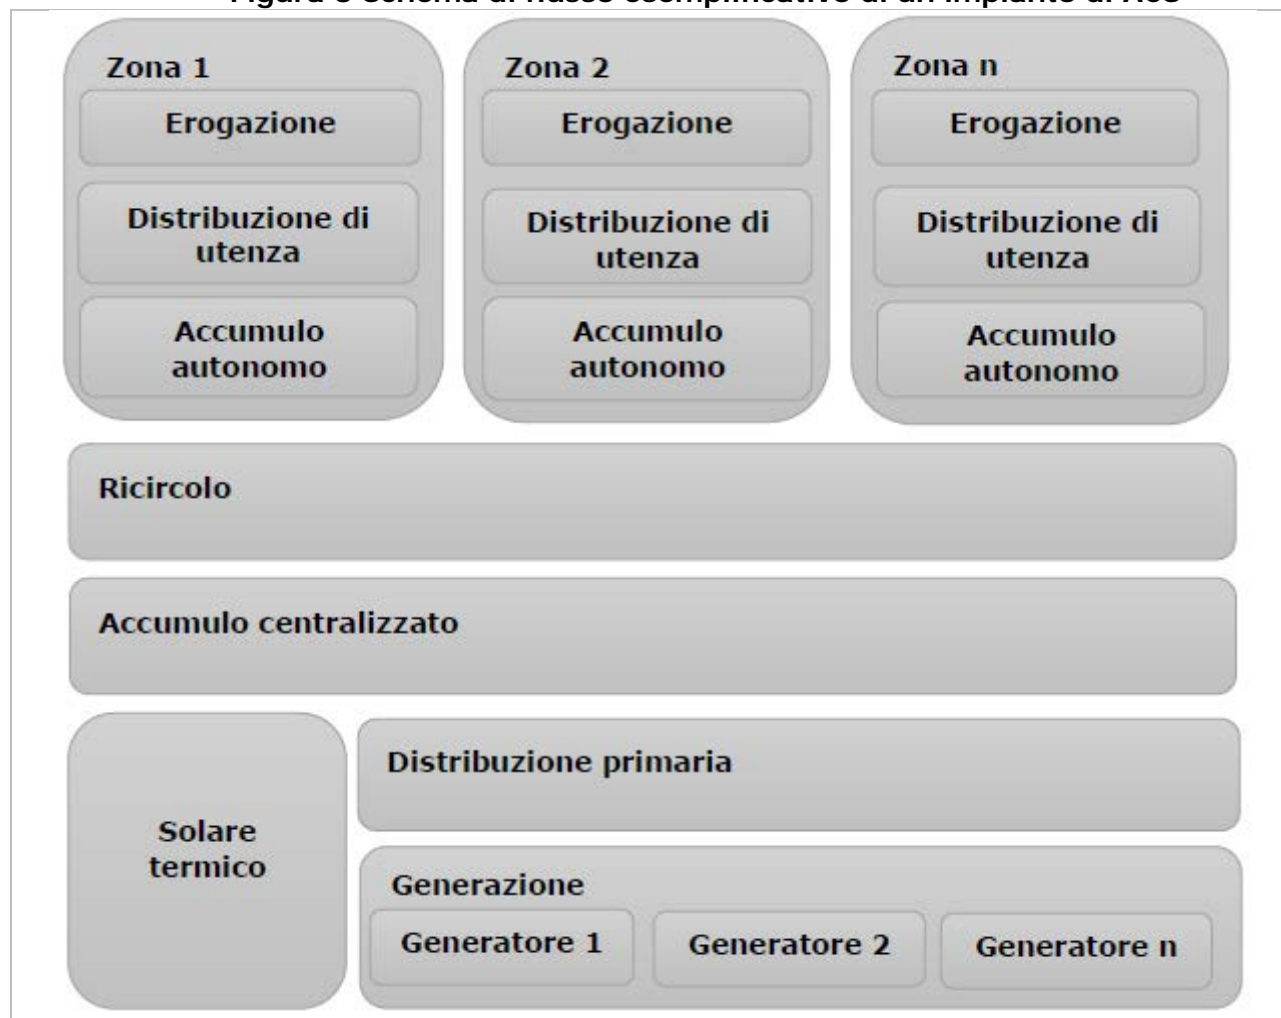 Zona 1
Erogazione
Distribuzione di
utenza
Accumulo
autonomo
Zona 2
Erogazione
Distribuzione di
utenza
Accumulo
autonomo
Zona n
Erogazione
Distribuzione di
utenza
Accumulo
autonomo
Ricircolo
Accumulo centralizzato
Solare
termico
Distribuzione primaria
Generazione
Generatore 1
Generatore 2
Generatore n